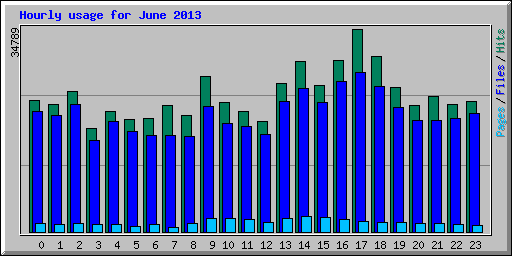 Hourly usage for June 2013
34789
Pages / Files / Hits
0 1 2 3 4 5 6 7 8 9 10 11 12 13 14 15 16 17 18 19 20 21 22 23